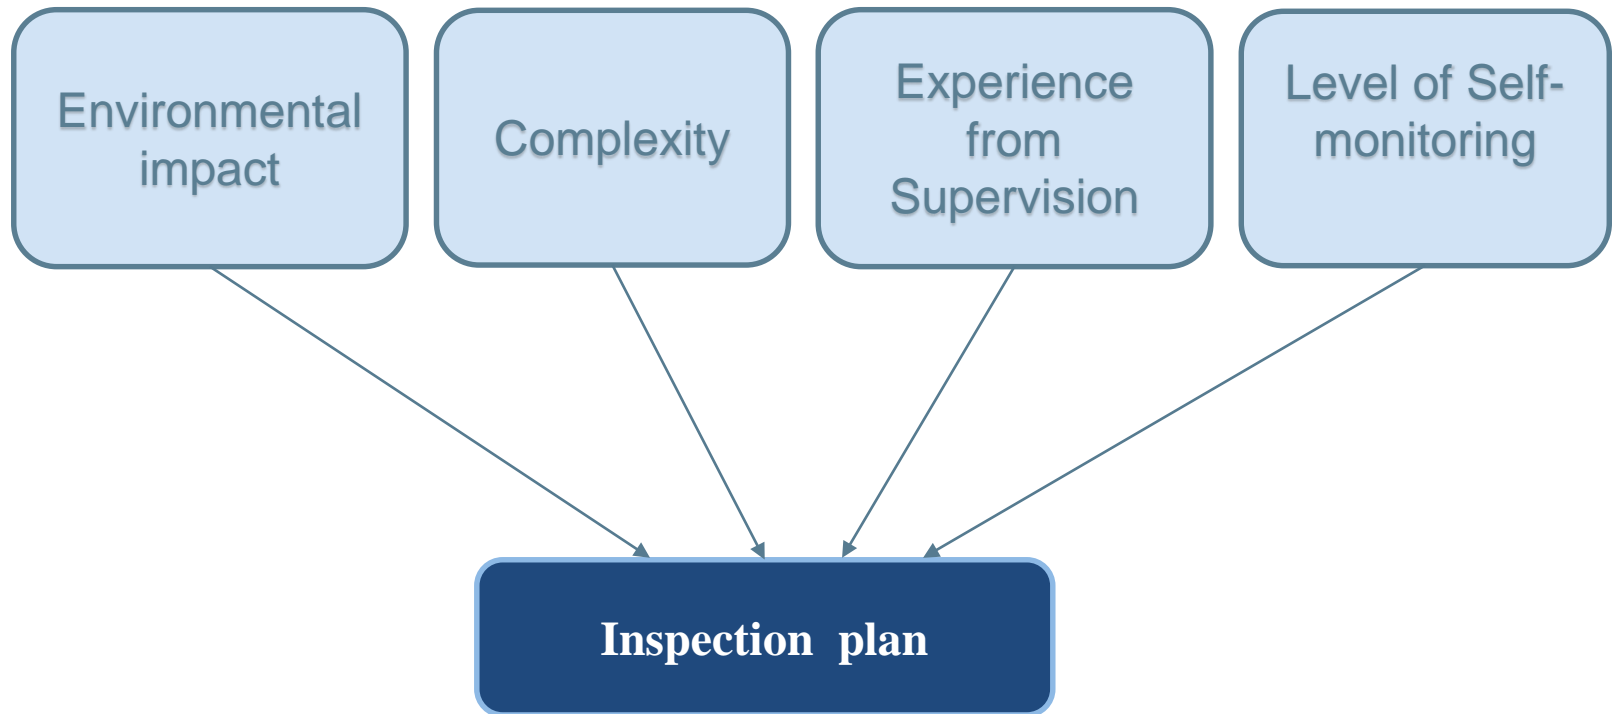 Environmental
impact
Complexity
Experience
from
Supervision
Level of Self-
monitoring
Inspection plan